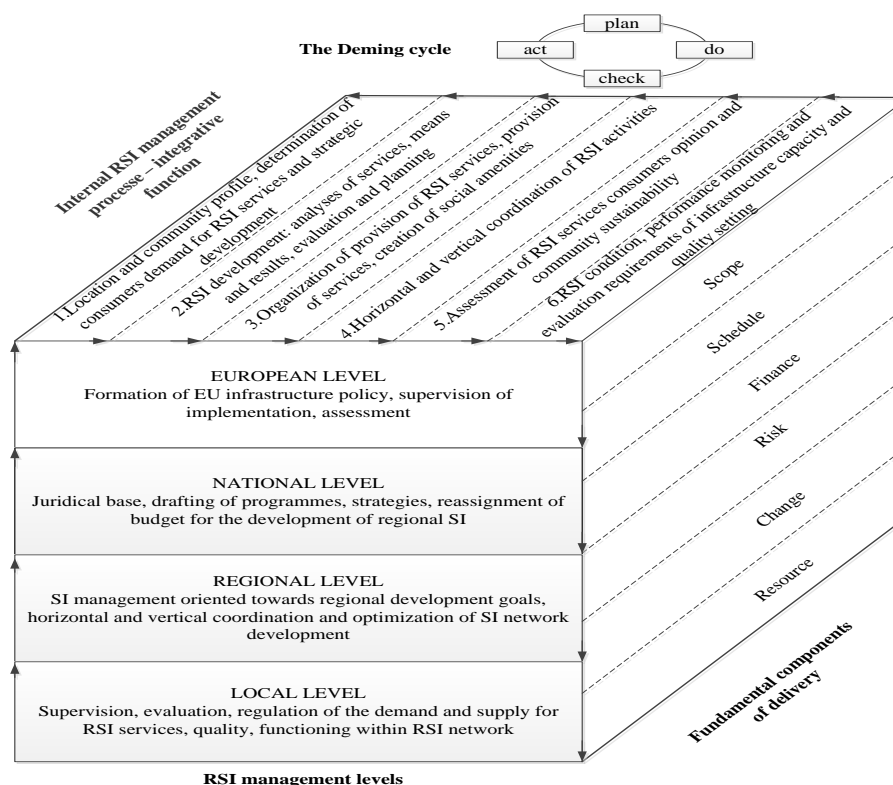 The Deming cycle
plan
act
do
check
Internal RSI management
processe – integrative
function
1.Location and community profile, determination of
consumers demand for RSI services and strategic
development
2.RSI development: analyses of services, means
and results, evaluation and planning
3.Organization of provision of RSI services, provision
of services, creation of social amenities
4.Horizontal and vertical coordination of RSI activities
5.Assessment of RSI services consumers opinion and
community sustainability
6.RSI condition, performance monitoring and
evaluation requirements of infrastructure capacity and
quality setting
Scope
Schedule
Finance
Risk
Change
Resource
Fundamental components
of delivery
EUROPEAN LEVEL
Formation of EU infrastructure policy, supervision of
implementation, assessment
NATIONAL LEVEL
Juridical base, drafting of programmes, strategies, reassignment of
budget for the development of regional SI
REGIONAL LEVEL
SI management oriented towards regional development goals,
horizontal and vertical coordination and optimization of SI network
development
LOCAL LEVEL
Supervision, evaluation, regulation of the demand and supply for
RSI services, quality, functioning within RSI network
RSI management levels